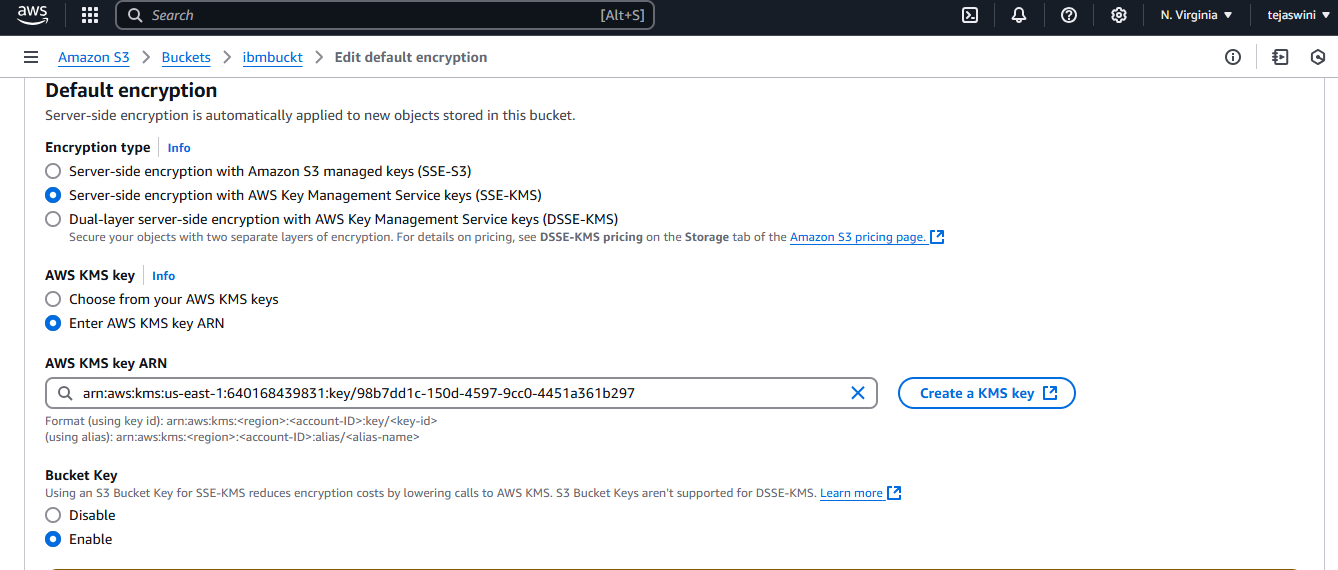 aws
Search [Alt+S]
N. Virginia
tejaswini
Amazon S3 > Buckets > ibmbuckt > Edit default encryption
Default encryption
Server-side encryption is automatically applied to new objects stored in this bucket.
Encryption type Info
Server-side encryption with Amazon S3 managed keys (SSE-S3)
Server-side encryption with AWS Key Management Service keys (SSE-KMS)
Dual-layer server-side encryption with AWS Key Management Service keys (DSSE-KMS)
Secure your objects with two separate layers of encryption. For details on pricing, see DSSE-KMS pricing on the Storage tab of the Amazon S3 pricing page.
AWS KMS key Info
Choose from your AWS KMS keys
Enter AWS KMS key ARN
AWS KMS key ARN
arn:aws:kms:us-east-1:640168439831:key/98b7dd1c-150d-4597-9cc0-4451a361b297
Create a KMS key
Format (using key id): arn:aws:kms:<region>:<account-ID>:key/<key-id>
(using alias): arn:aws:kms:<region>:<account-ID>:alias/<alias-name>
Bucket Key
Using an S3 Bucket Key for SSE-KMS reduces encryption costs by lowering calls to AWS KMS. S3 Bucket Keys aren't supported for DSSE-KMS. Learn more
Disable
Enable